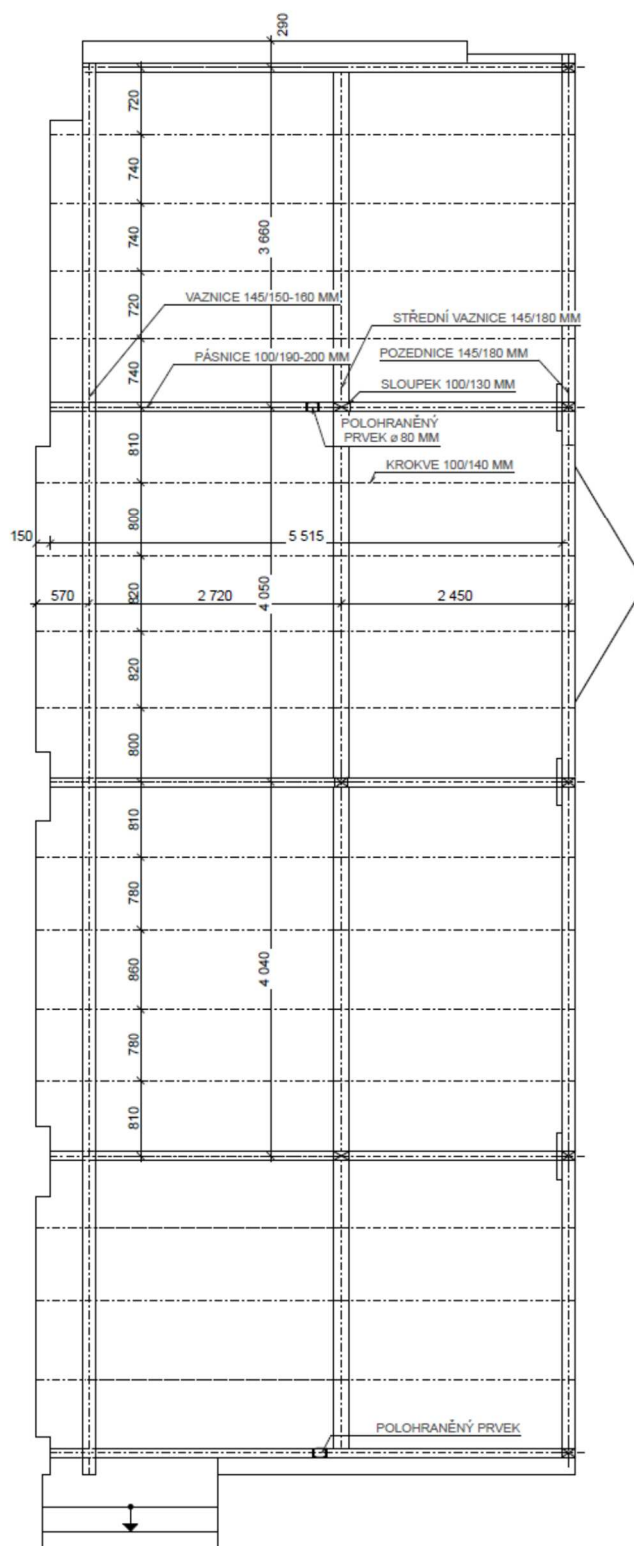 290
720
740
740
3 660
720
VAZNICE 145/150-160 MM
STŘEDNÍ VAZNICE 145/180 MM
PÁSNICE 100/190-200 MM
POZEDNICE 145/180 MM
740
SLOUPEK 100/130 MM
POLOHRANĚNÝ
PRVEK ø 80 MM
810
KROKVE 100/140 MM
800
150
5 515
570
2 720
820
4 050
2 450
820
800
810
780
860
4 040
780
810
POLOHRANĚNÝ PRVEK